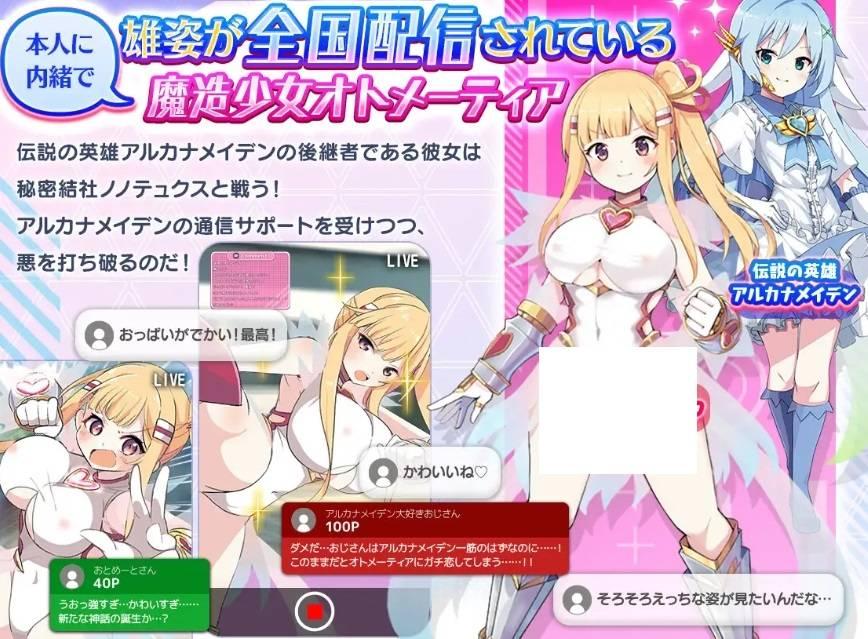 本人に
内緒で
雄姿が全国配信されている
魔造少女オトメーティア
伝説の英雄アルカナメイデンの後継者である彼女は
秘密結社ノノテュクスと戦う！
アルカナメイデンの通信サポートを受けつつ、
悪を打ち破るのだ！
LIVE
おっぱいがでかい！最高！
伝説の英雄
アルカナメイデン
LIVE
かわいいね♡
アルカナメイデン大好きおじさん
100P
ダメだ…おじさんはアルカナメイデン一筋のはずなのに……！
このままだとオトメーティアにガチ恋してしまう……！！
おとめーとさん
40P
うおっ強すぎ…かわいすぎ……
新たな神話の誕生か…？
そろそろえっちな姿が見たいんだな…